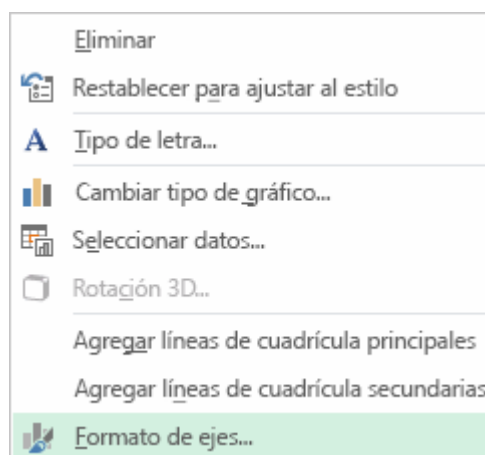 Eliminar
Restablecer para ajustar al estilo
Tipo de letra...
Cambiar tipo de gráfico...
Seleccionar datos...
Rotación 3D...
Agregar líneas de cuadrícula principales
Agregar líneas de cuadrícula secundarias
Formato de ejes...